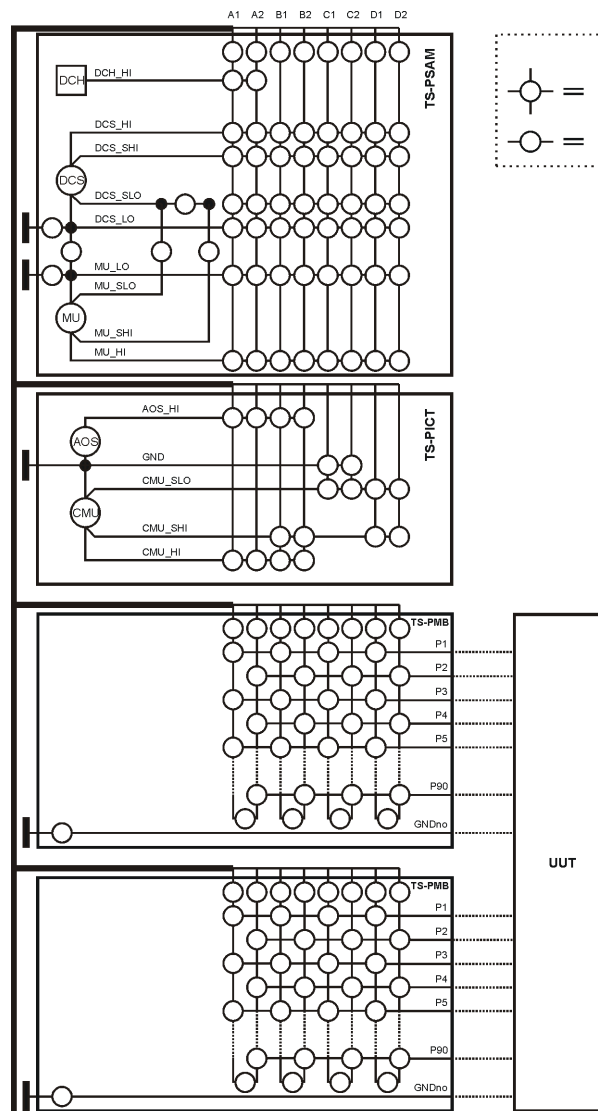 A1 A2 B1 B2 C1 C2 D1 D2
TS-PSAM
DCH
DCH_HI
DCS_HI
DCS_SHI
DCS
DCS_SLO
DCS_LO
MU_LO
MU_SLO
MU
MU_SHI
MU_HI
TS-PICT
AOS_HI
AOS
GND
CMU_SLO
CMU
CMU_SHI
CMU_HI
TS-PMB
P1
P2
P3
P4
P5
P90
GNDno
UUT
TS-PMB
P1
P2
P3
P4
P5
P90
GNDno